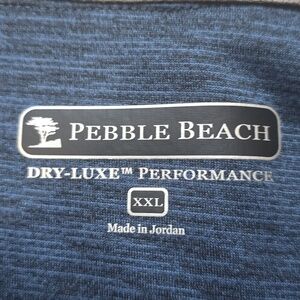 PEBBLE BEACH
DRY-LUXE™ PERFORMANCE
XXL
Made in Jordan